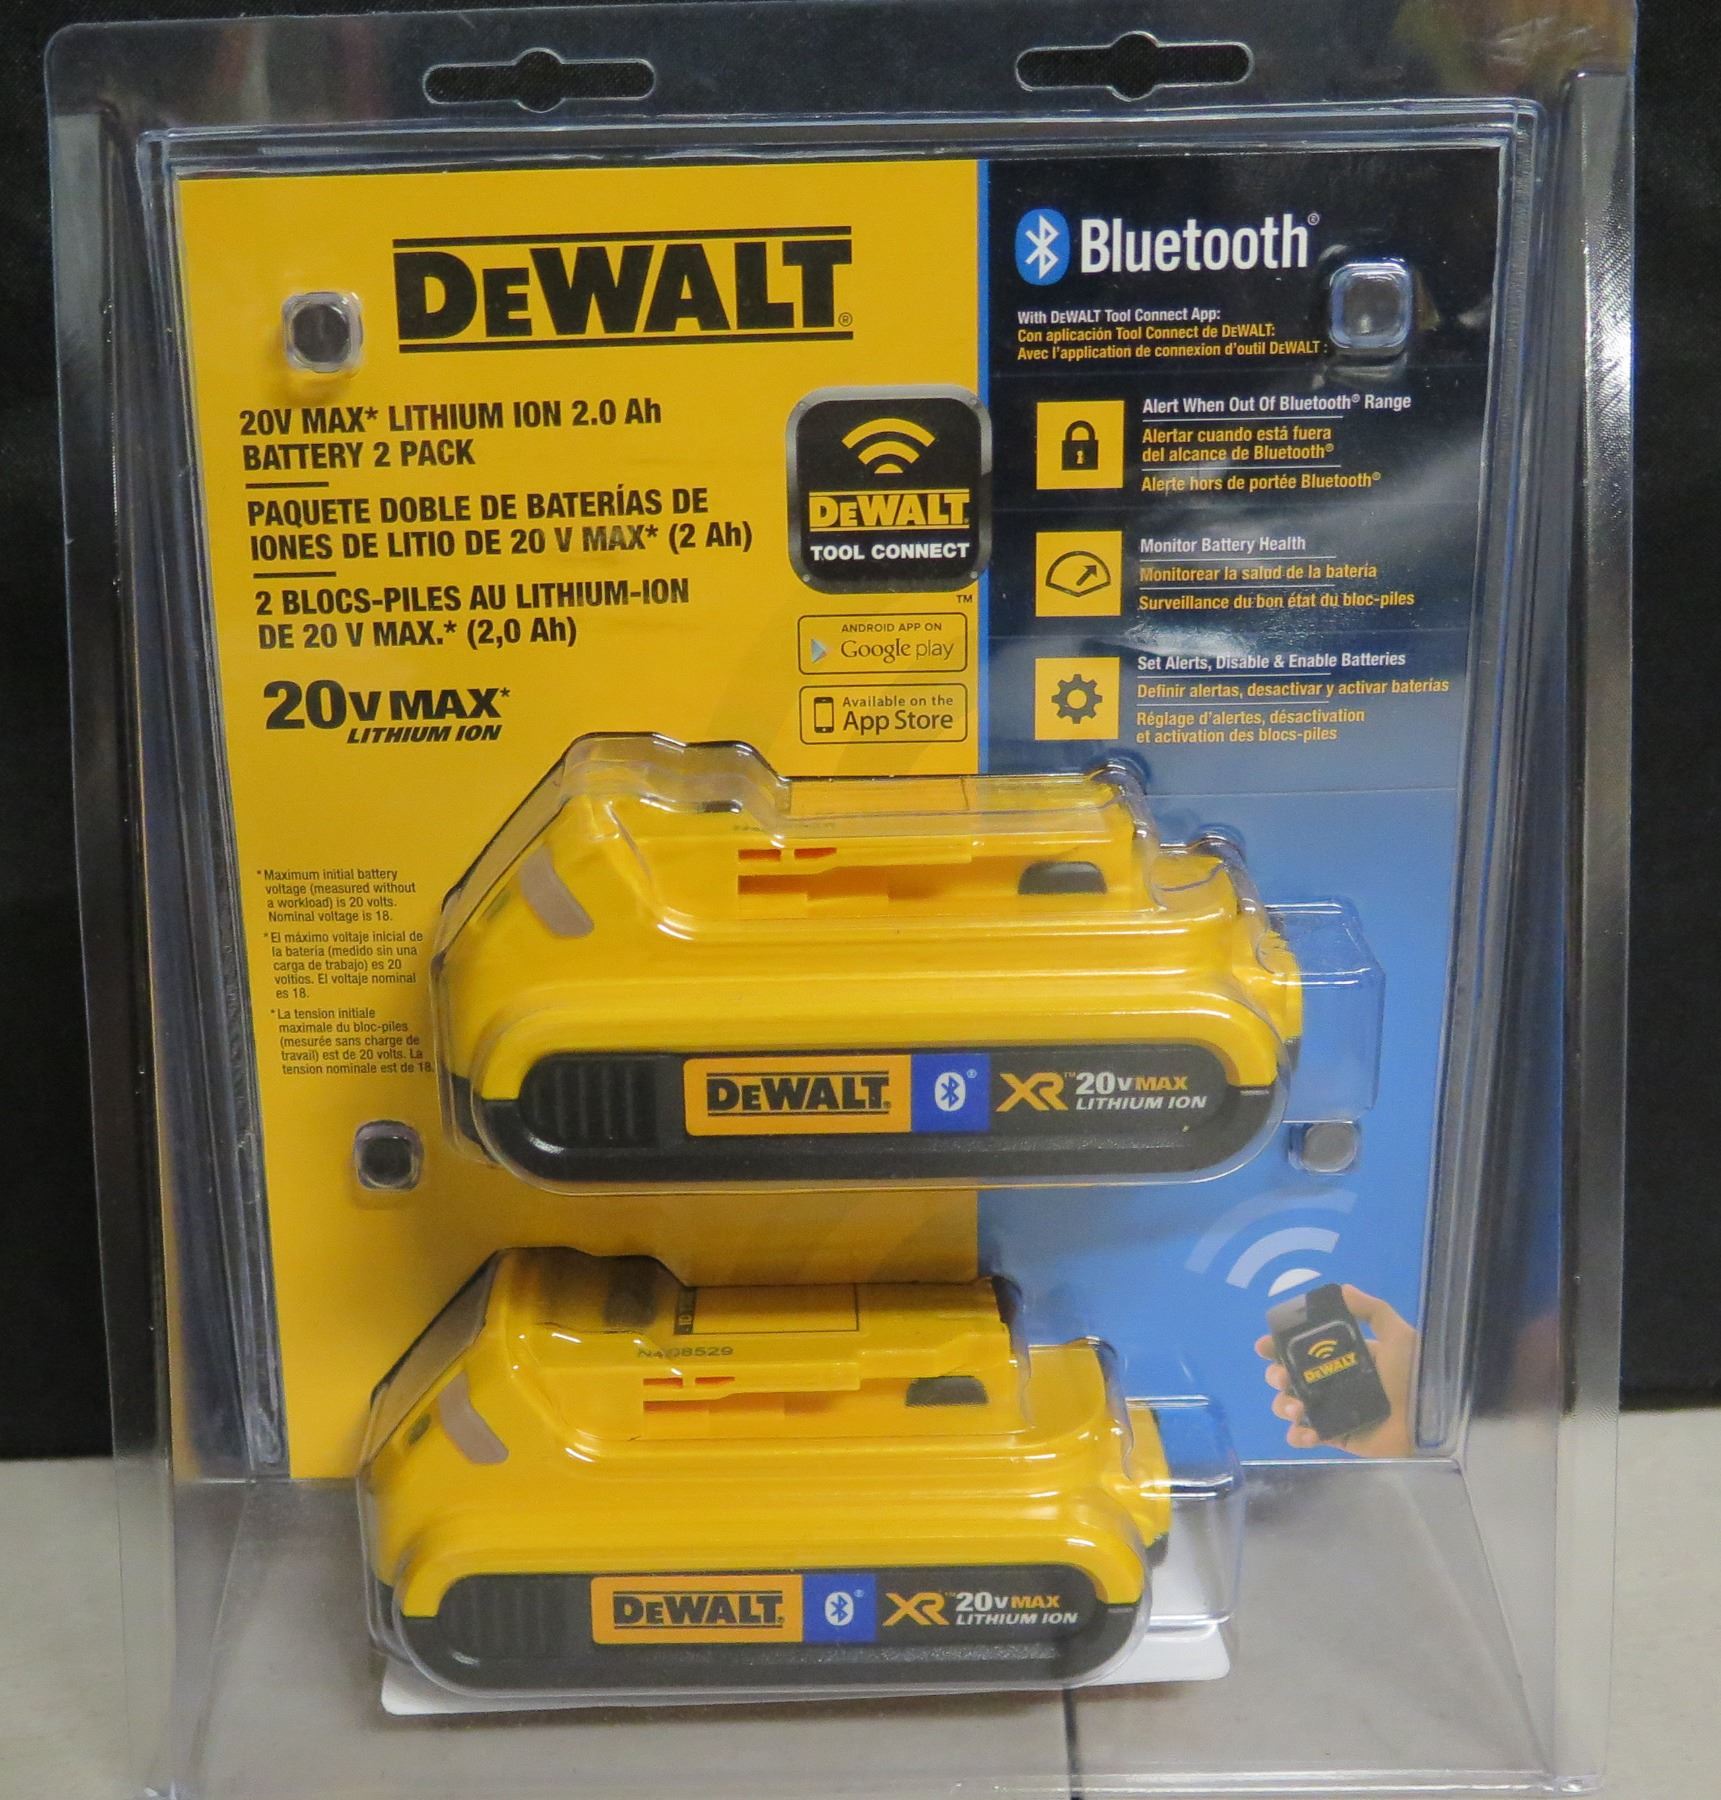 DEWALT®
20V MAX* LITHIUM ION 2.0 Ah
BATTERY 2 PACK
PAQUETE DOBLE DE BATERÍAS DE
IONES DE LITIO DE 20 V MAX* (2 Ah)
2 BLOCS-PILES AU LITHIUM-ION
DE 20 V MAX.* (2,0 Ah)
20V MAX*
LITHIUM ION
DEWALT
TOOL CONNECT
TM
ANDROID APP ON
Google play
Available on the
App Store
Bluetooth®
With DEWALT Tool Connect App:
Con aplicación Tool Connect de DEWALT:
Avec l'application de connexion d'outil DEWALT :
Alert When Out Of Bluetooth® Range
Alertar cuando está fuera
del alcance de Bluetooth®
Alerte hors de portée Bluetooth®
Monitor Battery Health
Monitorear la salud de la batería
Surveillance du bon état du bloc-piles
Set Alerts, Disable & Enable Batteries
Definir alertas, desactivar y activar baterías
Réglage d'alertes, désactivation
et activation des blocs-piles
* Maximum initial battery
voltage (measured without
a workload) is 20 volts.
Nominal voltage is 18.
* El máximo voltaje inicial de
la batería (medido sin una
carga de trabajo) es 20
voltios. El voltaje nominal
es 18.
* La tension initiale
maximale du bloc-piles
(mesurée sans charge de
travail) est de 20 volts. La
tension nominale est de 18.
DEWALT® ® XR™ 20V MAX
LITHIUM ION
DEWALT
N498529
DEWALT® ® XR™ 20V MAX
LITHIUM ION